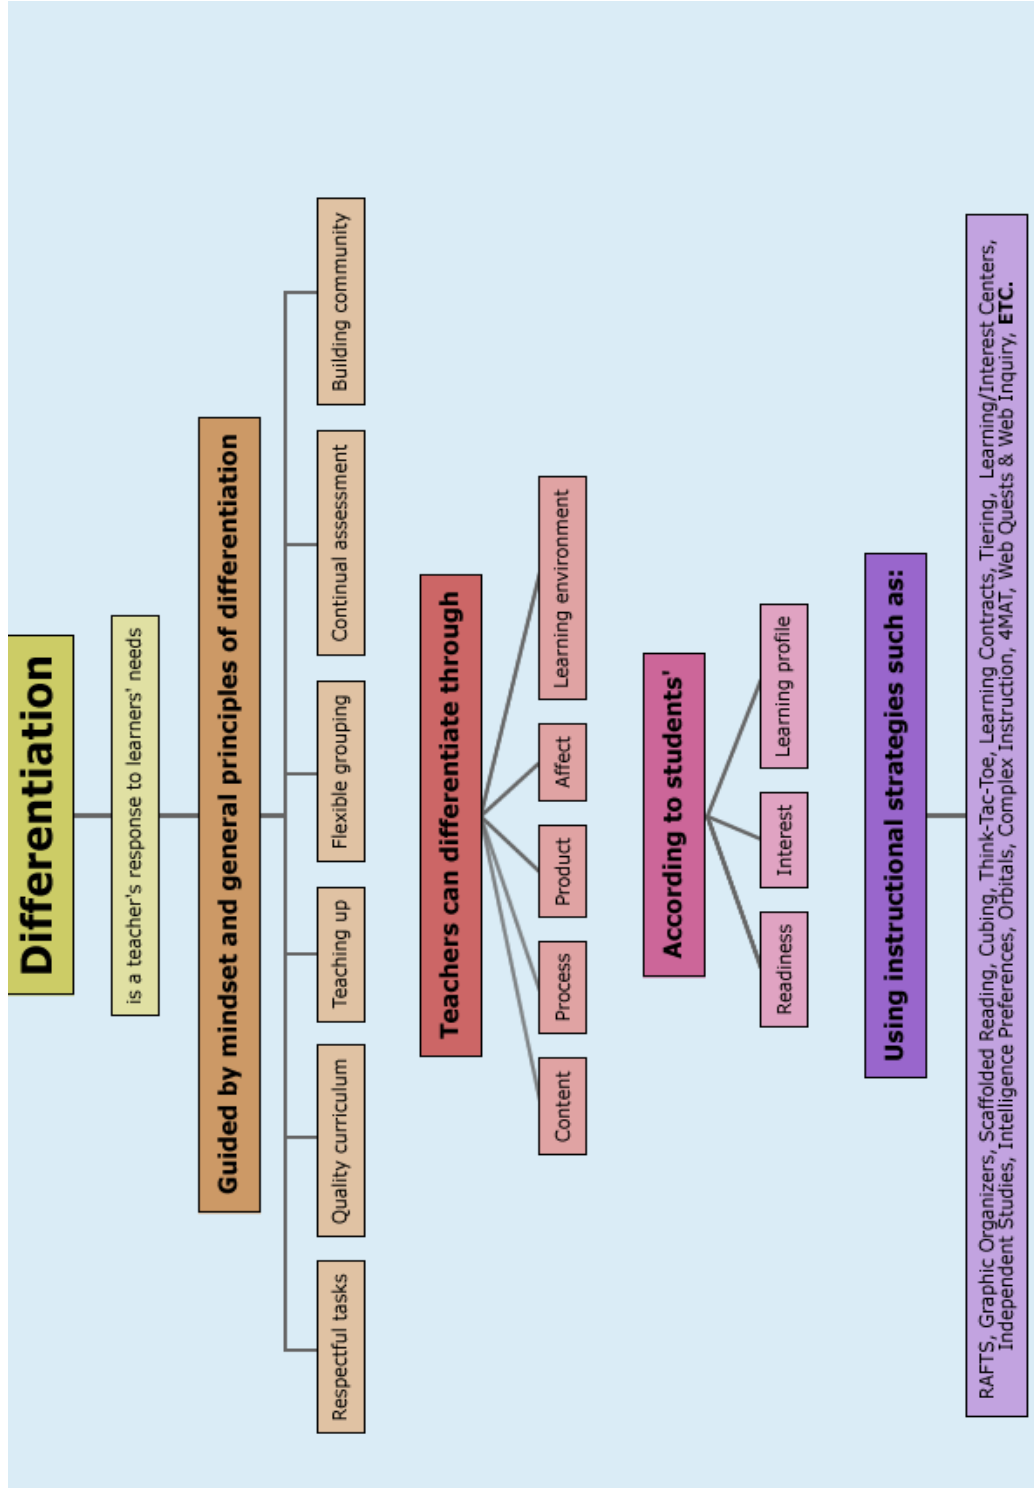 Differentiation
is a teacher's response to learners' needs
Guided by mindset and general principles of differentiation
Respectful tasks
Quality curriculum
Teaching up
Flexible grouping
Continual assessment
Building community
Teachers can differentiate through
Content
Process
Product
Affect
Learning environment
According to students'
Readiness
Interest
Learning profile
Using instructional strategies such as:
RAFTS, Graphic Organizers, Scaffolded Reading, Cubing, Think-Tac-Toe, Learning Contracts, Tiering, Learning/Interest Centers,
Independent Studies, Intelligence Preferences, Orbitals, Complex Instruction, 4MAT, Web Quests & Web Inquiry, ETC.